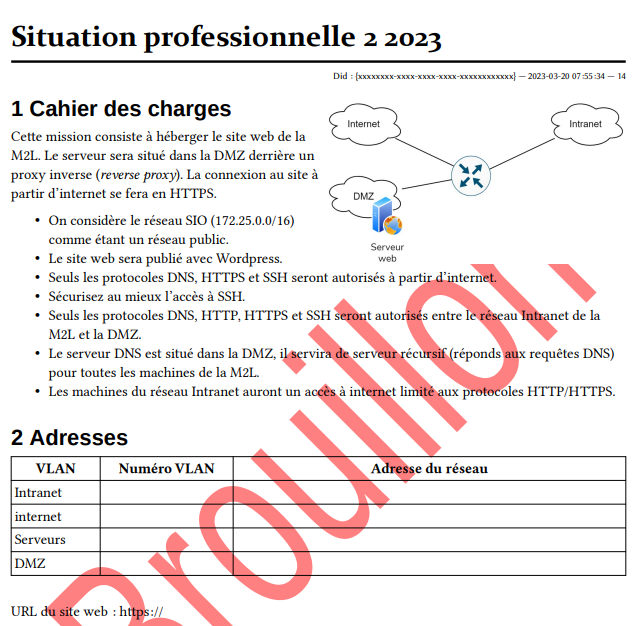 Situation professionnelle 2 2023
Did : {xxxxxxxx-xxxx-xxxx-xxxx-xxxxxxxxxxxx} — 2023-03-20 07:55:34 — 14
1 Cahier des charges
Cette mission consiste à héberger le site web de la
M2L. Le serveur sera situé dans la DMZ derrière un
proxy inverse (reverse proxy). La connexion au site à
partir d'internet se fera en HTTPS.
Internet
Intranet
DMZ
Serveur
web
• On considère le réseau SIO (172.25.0.0/16)
comme étant un réseau public.
• Le site web sera publié avec Wordpress.
• Seuls les protocoles DNS, HTTPS et SSH seront autorisés à partir d'internet.
• Sécurisez au mieux l'accès à SSH.
• Seuls les protocoles DNS, HTTP, HTTPS et SSH seront autorisés entre le réseau Intranet de la
M2L et la DMZ.
• Le serveur DNS est situé dans la DMZ, il servira de serveur récursif (réponds aux requêtes DNS)
pour toutes les machines de la M2L.
• Les machines du réseau Intranet auront un accès à internet limité aux protocoles HTTP/HTTPS.
2 Adresses
VLAN Numéro VLAN Adresse du réseau
Intranet
internet
Serveurs
DMZ
URL du site web : https://
Brouillon